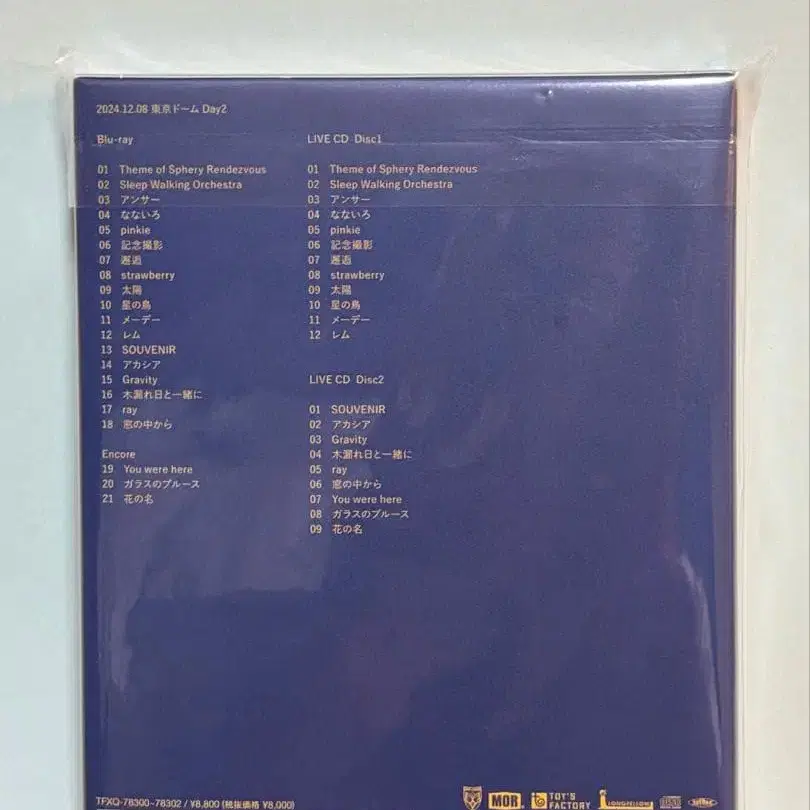 2024.12.08 東京ドーム Day2
Blu-ray
01 Theme of Sphery Rendezvous
02 Sleep Walking Orchestra
03 アンサー
04 なないろ
05 pinkie
06 記念撮影
07 邂逅
08 strawberry
09 太陽
10 星の鳥
11 メーデー
12 レム
13 SOUVENIR
14 アカシア
15 Gravity
16 木漏れ日と一緒に
17 ray
18 窓の中から
Encore
19 You were here
20 ガラスのブルース
21 花の名
LIVE CD Disc1
01 Theme of Sphery Rendezvous
02 Sleep Walking Orchestra
03 アンサー
04 なないろ
05 pinkie
06 記念撮影
07 邂逅
08 strawberry
09 太陽
10 星の鳥
11 メーデー
12 レム
LIVE CD Disc2
01 SOUVENIR
02 アカシア
03 Gravity
04 木漏れ日と一緒に
05 ray
06 窓の中から
07 You were here
08 ガラスのブルース
09 花の名
TFXQ-78300~78302 / ¥8,800 (税抜価格 ¥8,000)
MOR
TOY'S
FACTORY
LONGFELLOW